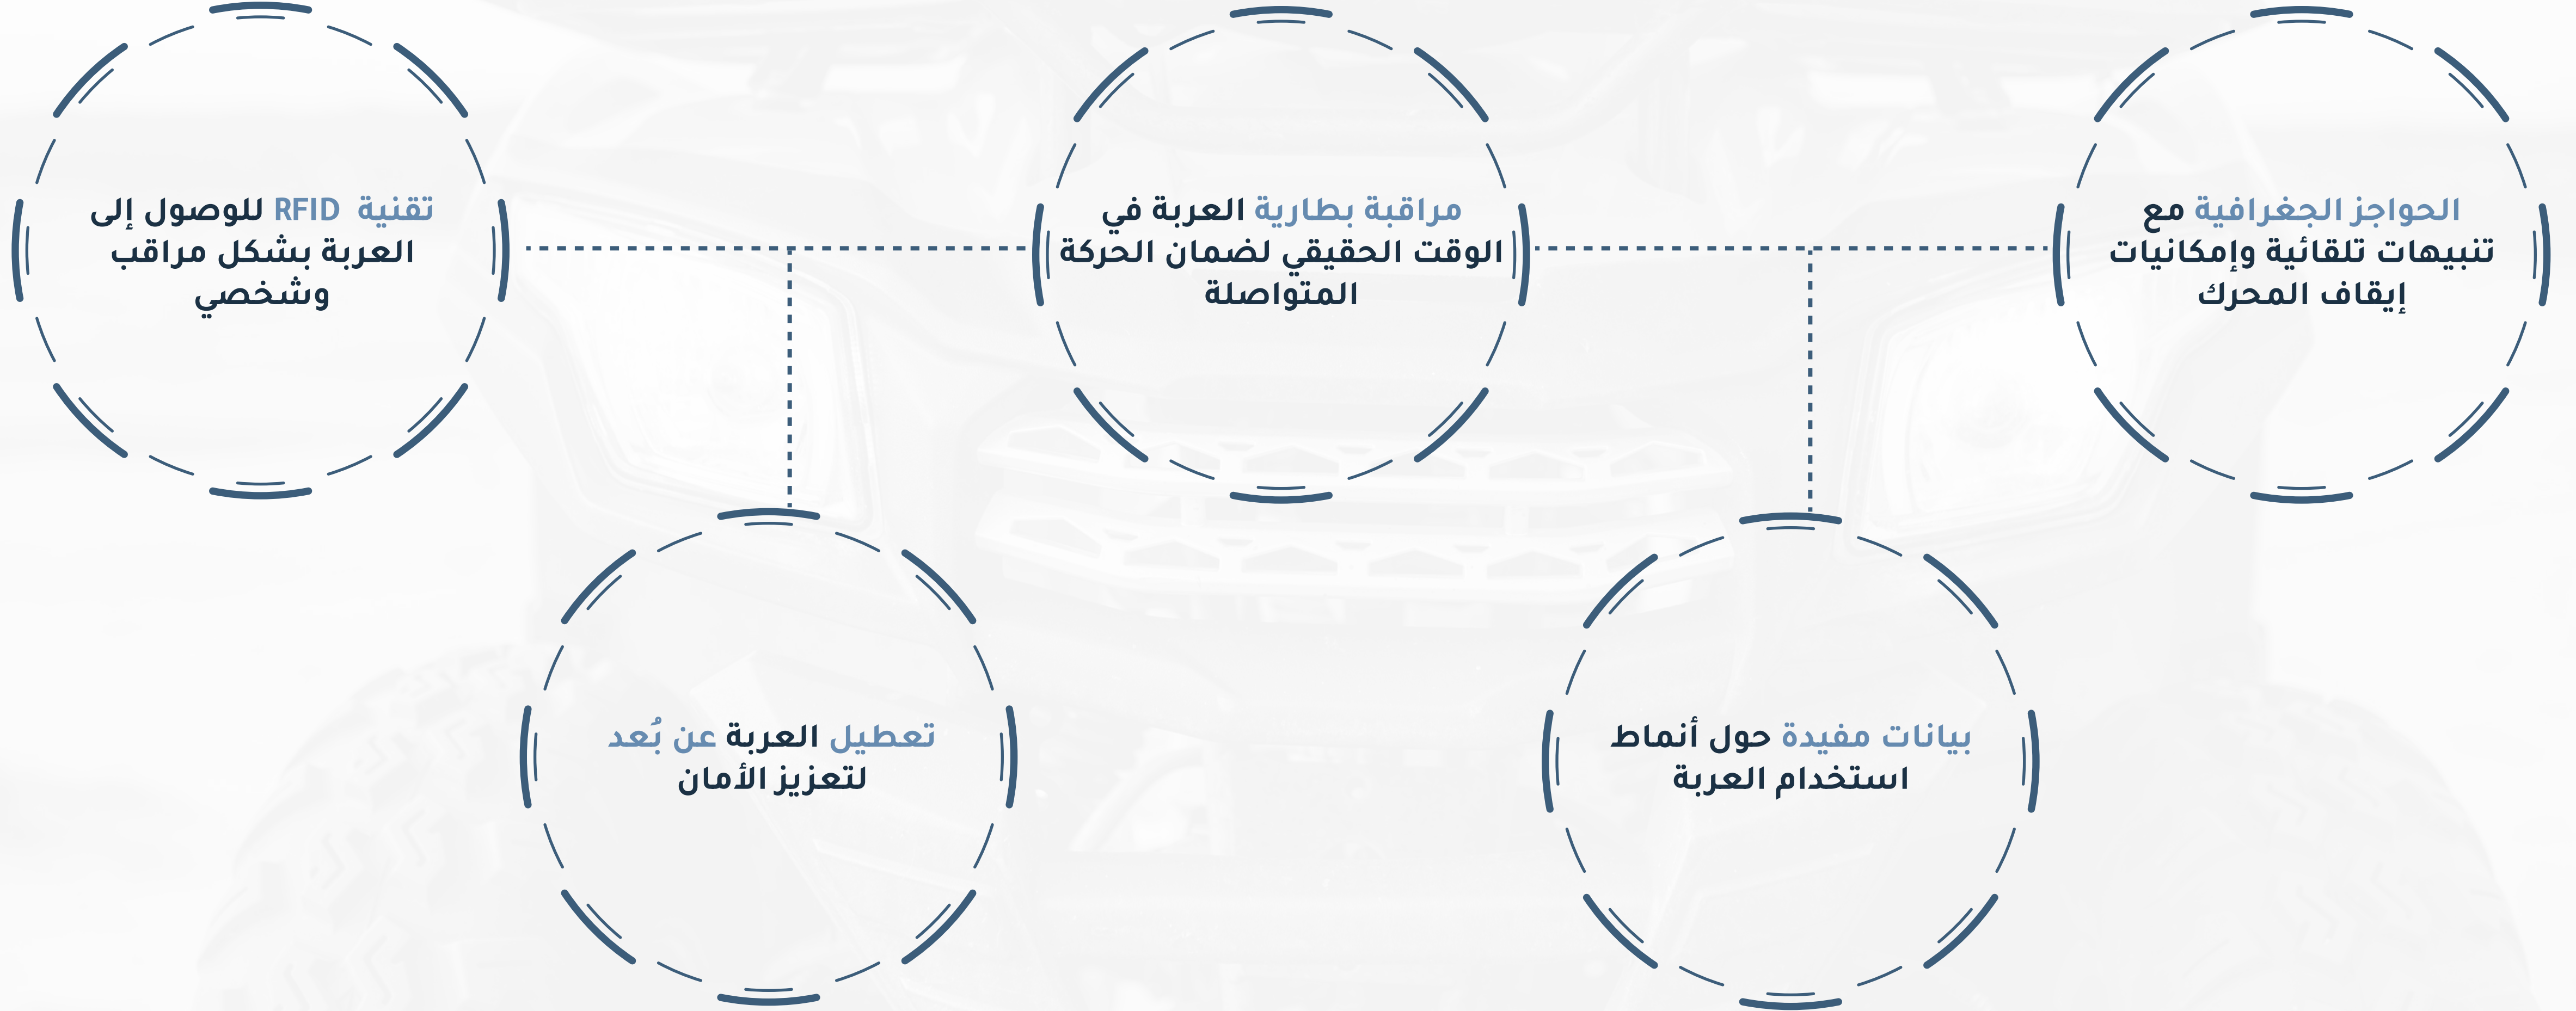 الحواجز الجغرافية مع
تنبيهات تلقائية وإمكانيات
إيقاف المحرك
مراقبة بطارية العربة في
الوقت الحقيقي لضمان الحركة
المتواصلة
تقنية RFID للوصول إلى
العربة بشكل مراقب
وشخصي
بيانات مفيدة حول أنماط
استخدام العربة
تعطيل العربة عن بُعد
لتعزيز الأمان